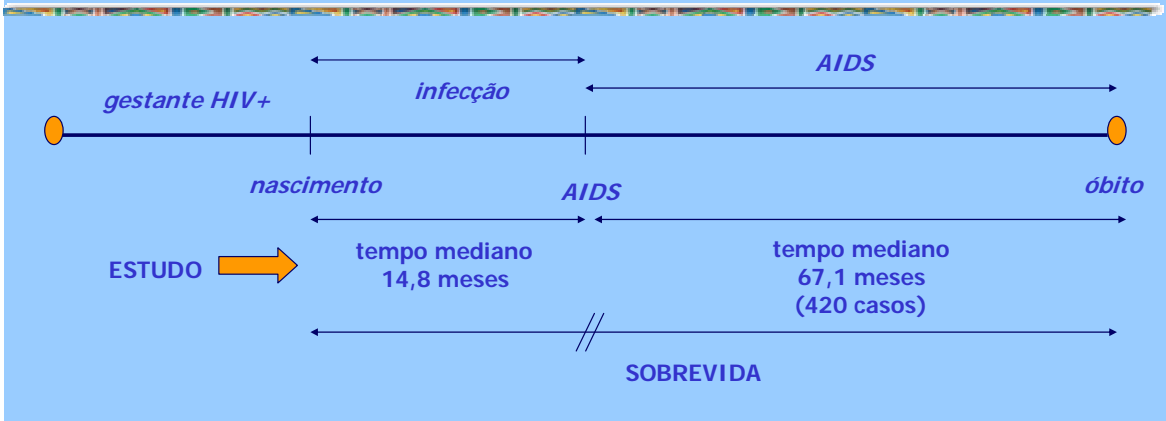 AIDS
infecção
gestante HIV+
nascimento
AIDS
óbito
ESTUDO
tempo mediano
14,8 meses
tempo mediano
67,1 meses
(420 casos)
SOBREVIDA